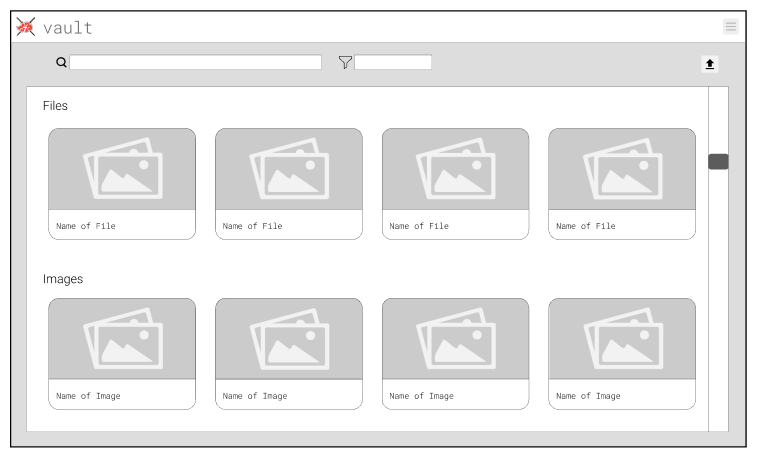 vault
Files
Name of File Name of File Name of File Name of File
Images
Name of Image Name of Image Name of Image Name of Image